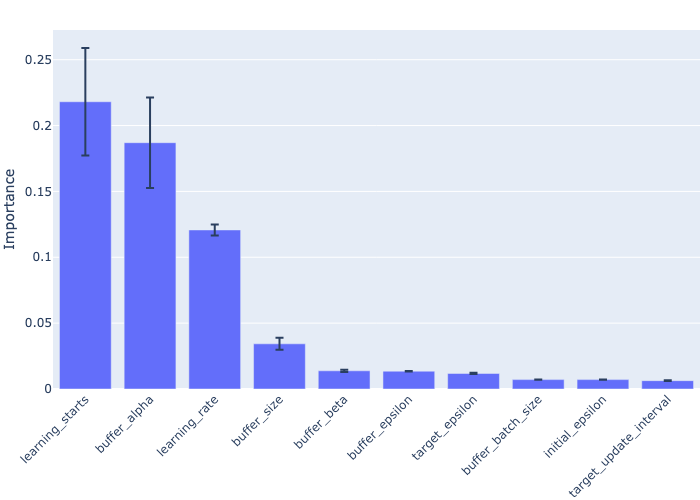 Importance
0.25
0.2
0.15
0.1
0.05
0
learning_starts
buffer_alpha
learning_rate
buffer_size
buffer_beta
buffer_epsilon
target_epsilon
buffer_batch_size
initial_epsilon
target_update_interval